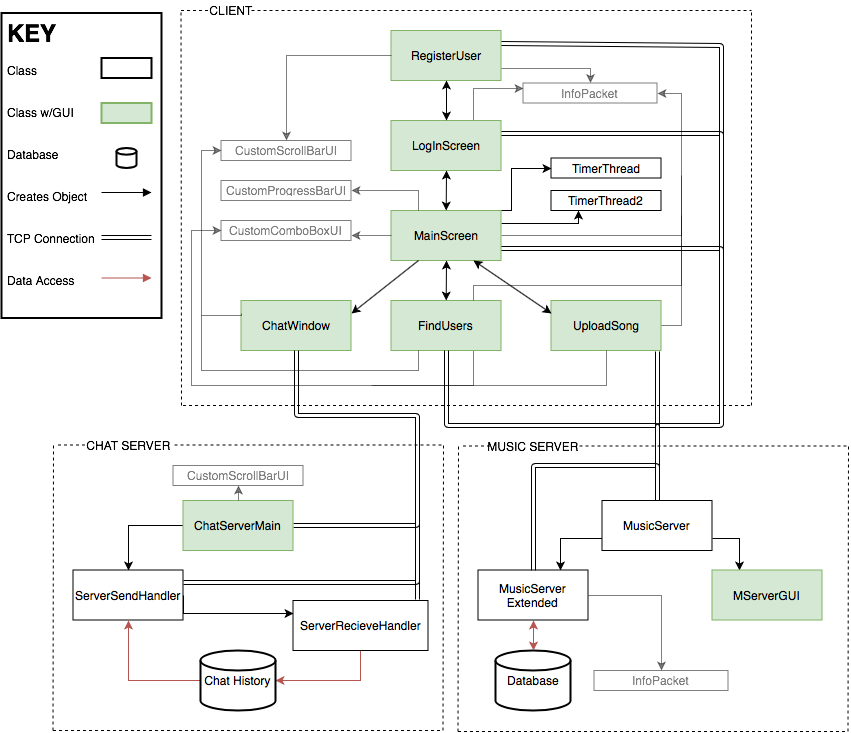 KEY
Class
Class w/GUI
Database
Creates Object
TCP Connection
Data Access
CLIENT
RegisterUser
InfoPacket
LogInScreen
CustomScrollBarUI
TimerThread
CustomProgressBarUI
TimerThread2
CustomComboBoxUI
MainScreen
ChatWindow
FindUsers
UploadSong
CHAT SERVER
CustomScrollBarUI
ChatServerMain
ServerSendHandler
ServerRecieveHandler
Chat History
MUSIC SERVER
MusicServer
MusicServer
Extended
MServerGUI
Database
InfoPacket